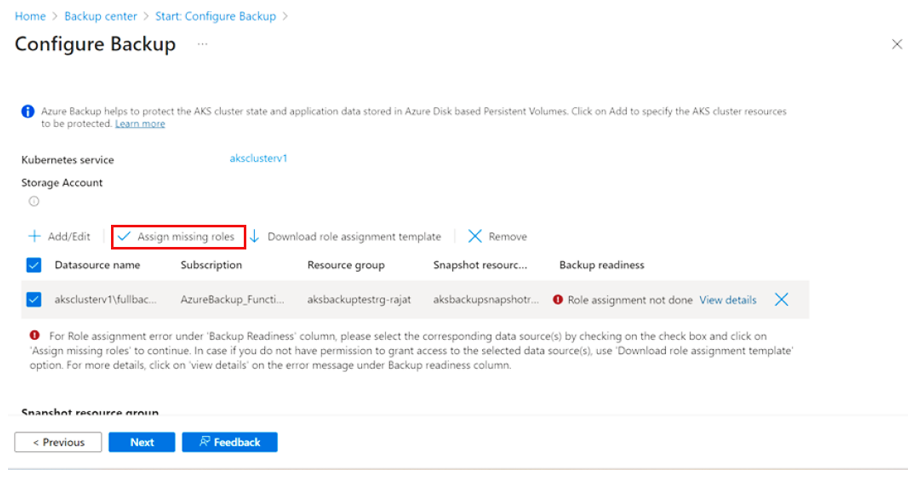 Home > Backup center > Start: Configure Backup >
Configure Backup ...
Azure Backup helps to protect the AKS cluster state and application data stored in Azure Disk based Persistent Volumes. Click on Add to specify the AKS cluster resources
to be protected. Learn more
Kubernetes service aksclusterv1
Storage Account
Add/Edit Assign missing roles Download role assignment template Remove
Datasource name Subscription Resource group Snapshot resourc... Backup readiness
aksclusterv1\fullbac... AzureBackup_Functi... aksbackuptestrg-rajat aksbackupsnapshotr... Role assignment not done View details
For Role assignment error under 'Backup Readiness' column, please select the corresponding data source(s) by checking on the check box and click on
'Assign missing roles' to continue. In case if you do not have permission to grant access to the selected data source(s), use 'Download role assignment template'
option. For more details, click on 'view details' on the error message under Backup readiness column.
Snapshot resource group
< Previous Next Feedback